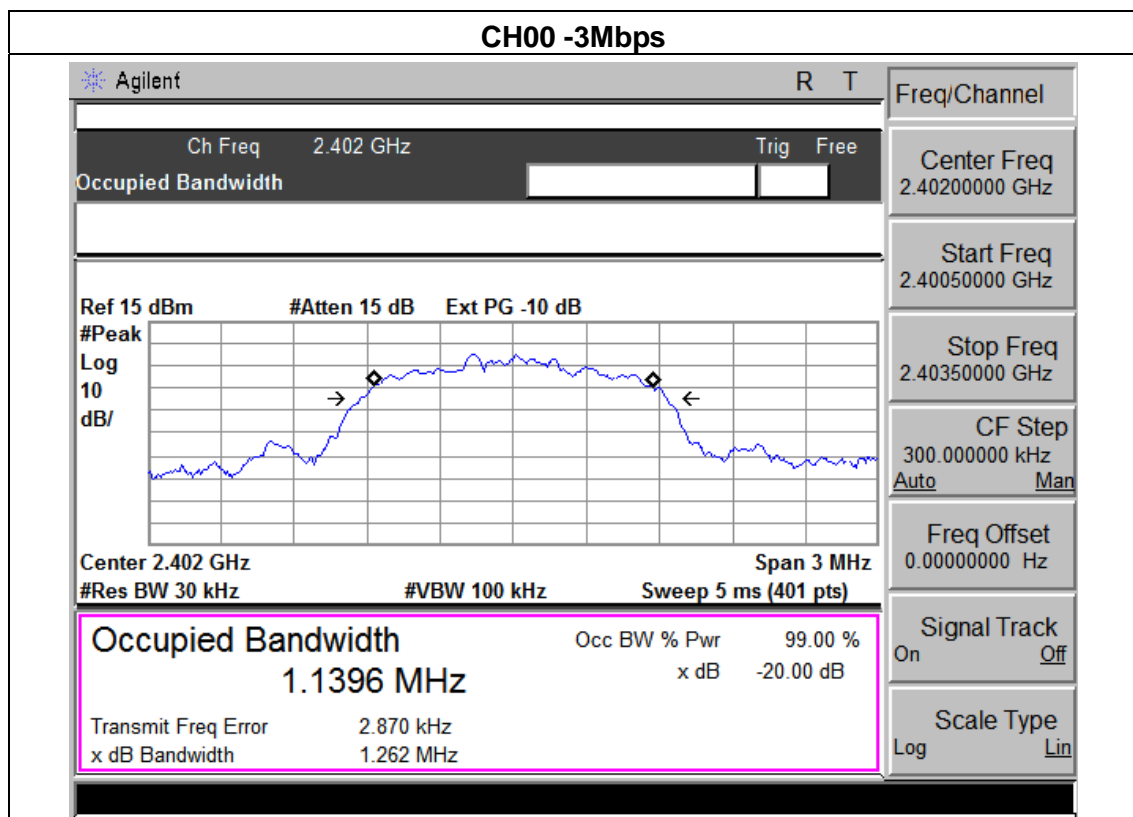 CH00 -3Mbps
Agilent R T
Ch Freq 2.402 GHz Trig Free
Occupied Bandwidth
Ref 15 dBm #Atten 15 dB Ext PG -10 dB
#Peak
Log
10
dB/
Center 2.402 GHz Span 3 MHz
#Res BW 30 kHz #VBW 100 kHz Sweep 5 ms (401 pts)
Occupied Bandwidth
1.1396 MHz
Occ BW % Pwr 99.00 %
x dB -20.00 dB
Transmit Freq Error 2.870 kHz
x dB Bandwidth 1.262 MHz
Freq/Channel
Center Freq
2.40200000 GHz
Start Freq
2.40050000 GHz
Stop Freq
2.40350000 GHz
CF Step
300.000000 kHz
Auto Man
Freq Offset
0.00000000 Hz
Signal Track
On Off
Scale Type
Log Lin